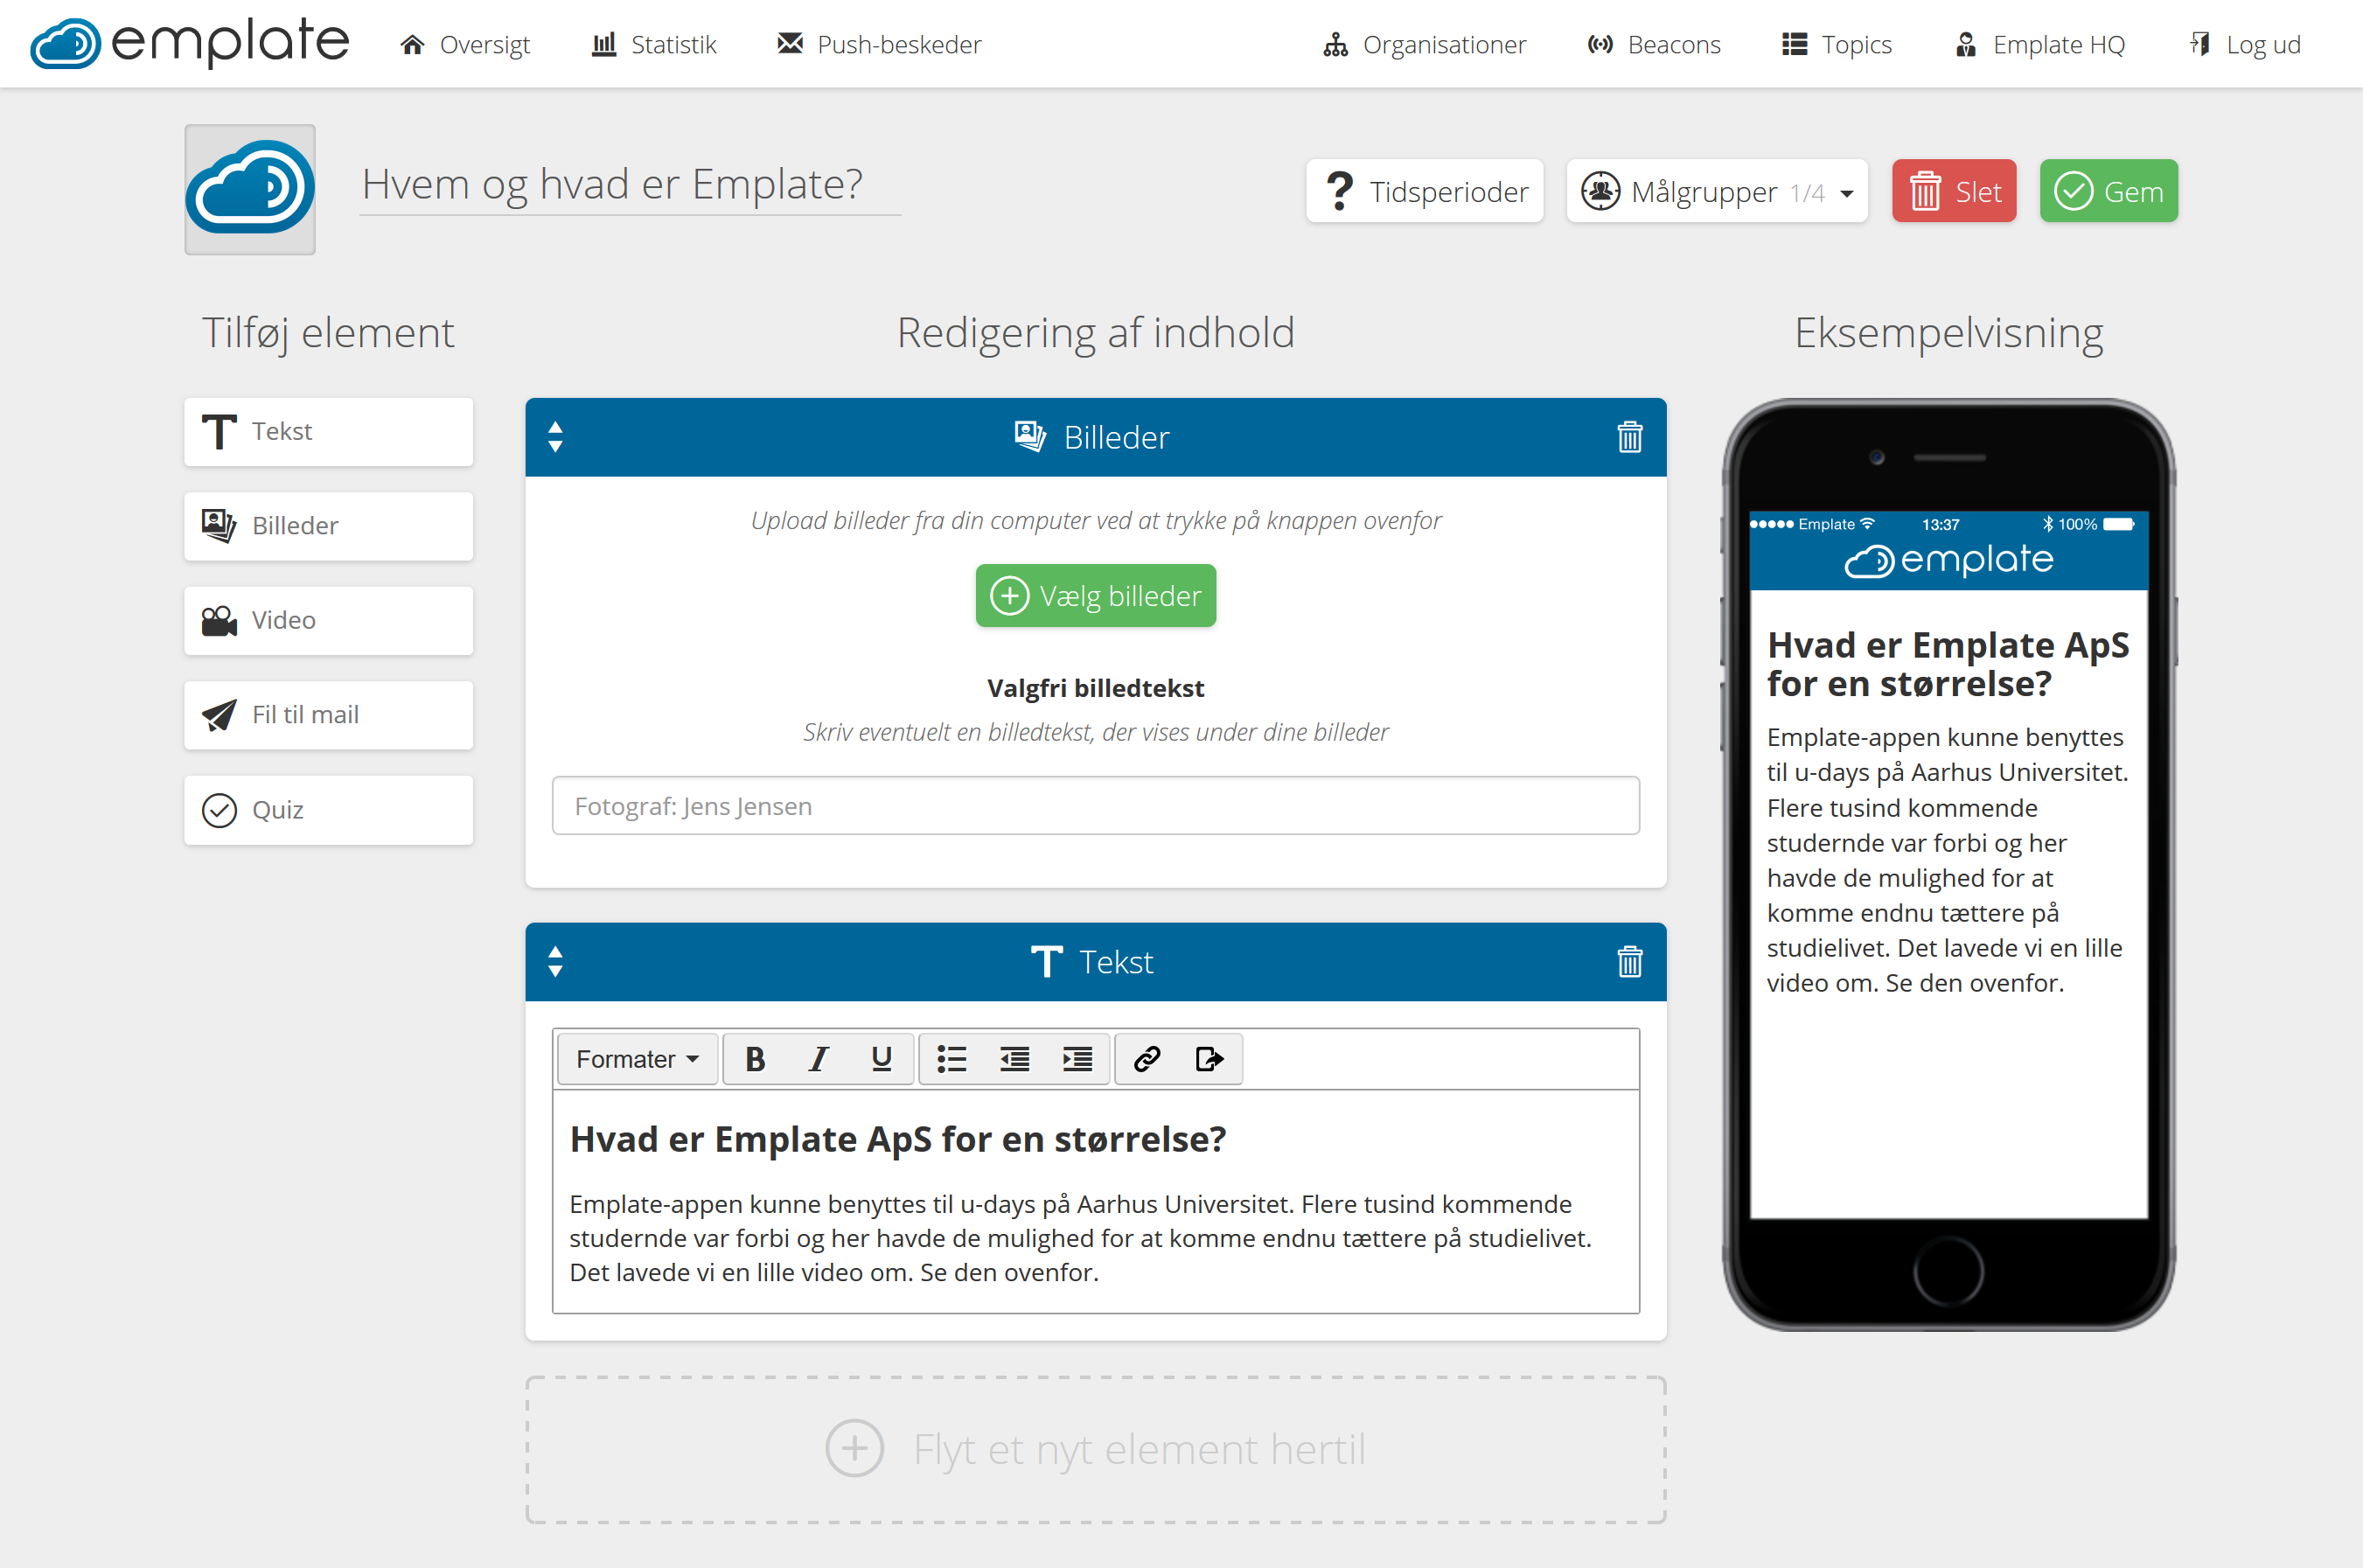 emplate
Oversigt
Statistik
Push-beskeder
Organisationer
Beacons
Topics
Emplate HQ
Log ud
Hvem og hvad er Emplate?
Tidsperioder
Målgrupper 1/4
Slet
Gem
Tilføj element
Tekst
Billeder
Video
Fil til mail
Quiz
Redigering af indhold
Billeder
Upload billeder fra din computer ved at trykke på knappen ovenfor
Vælg billeder
Valgfri billedtekst
Skriv eventuelt en billedtekst, der vises under dine billeder
Fotograf: Jens Jensen
Tekst
Formater B I U
Hvad er Emplate ApS for en størrelse?
Emplate-appen kunne benyttes til u-days på Aarhus Universitet. Flere tusind kommende
studernde var forbi og her havde de mulighed for at komme endnu tættere på studielivet.
Det lavede vi en lille video om. Se den ovenfor.
Flyt et nyt element hertil
Eksempelvisning
Emplate 13:37 100%
emplate
Hvad er Emplate ApS
for en størrelse?
Emplate-appen kunne benyttes
til u-days på Aarhus Universitet.
Flere tusind kommende
studernde var forbi og her
havde de mulighed for at
komme endnu tættere på
studielivet. Det lavede vi en lille
video om. Se den ovenfor.